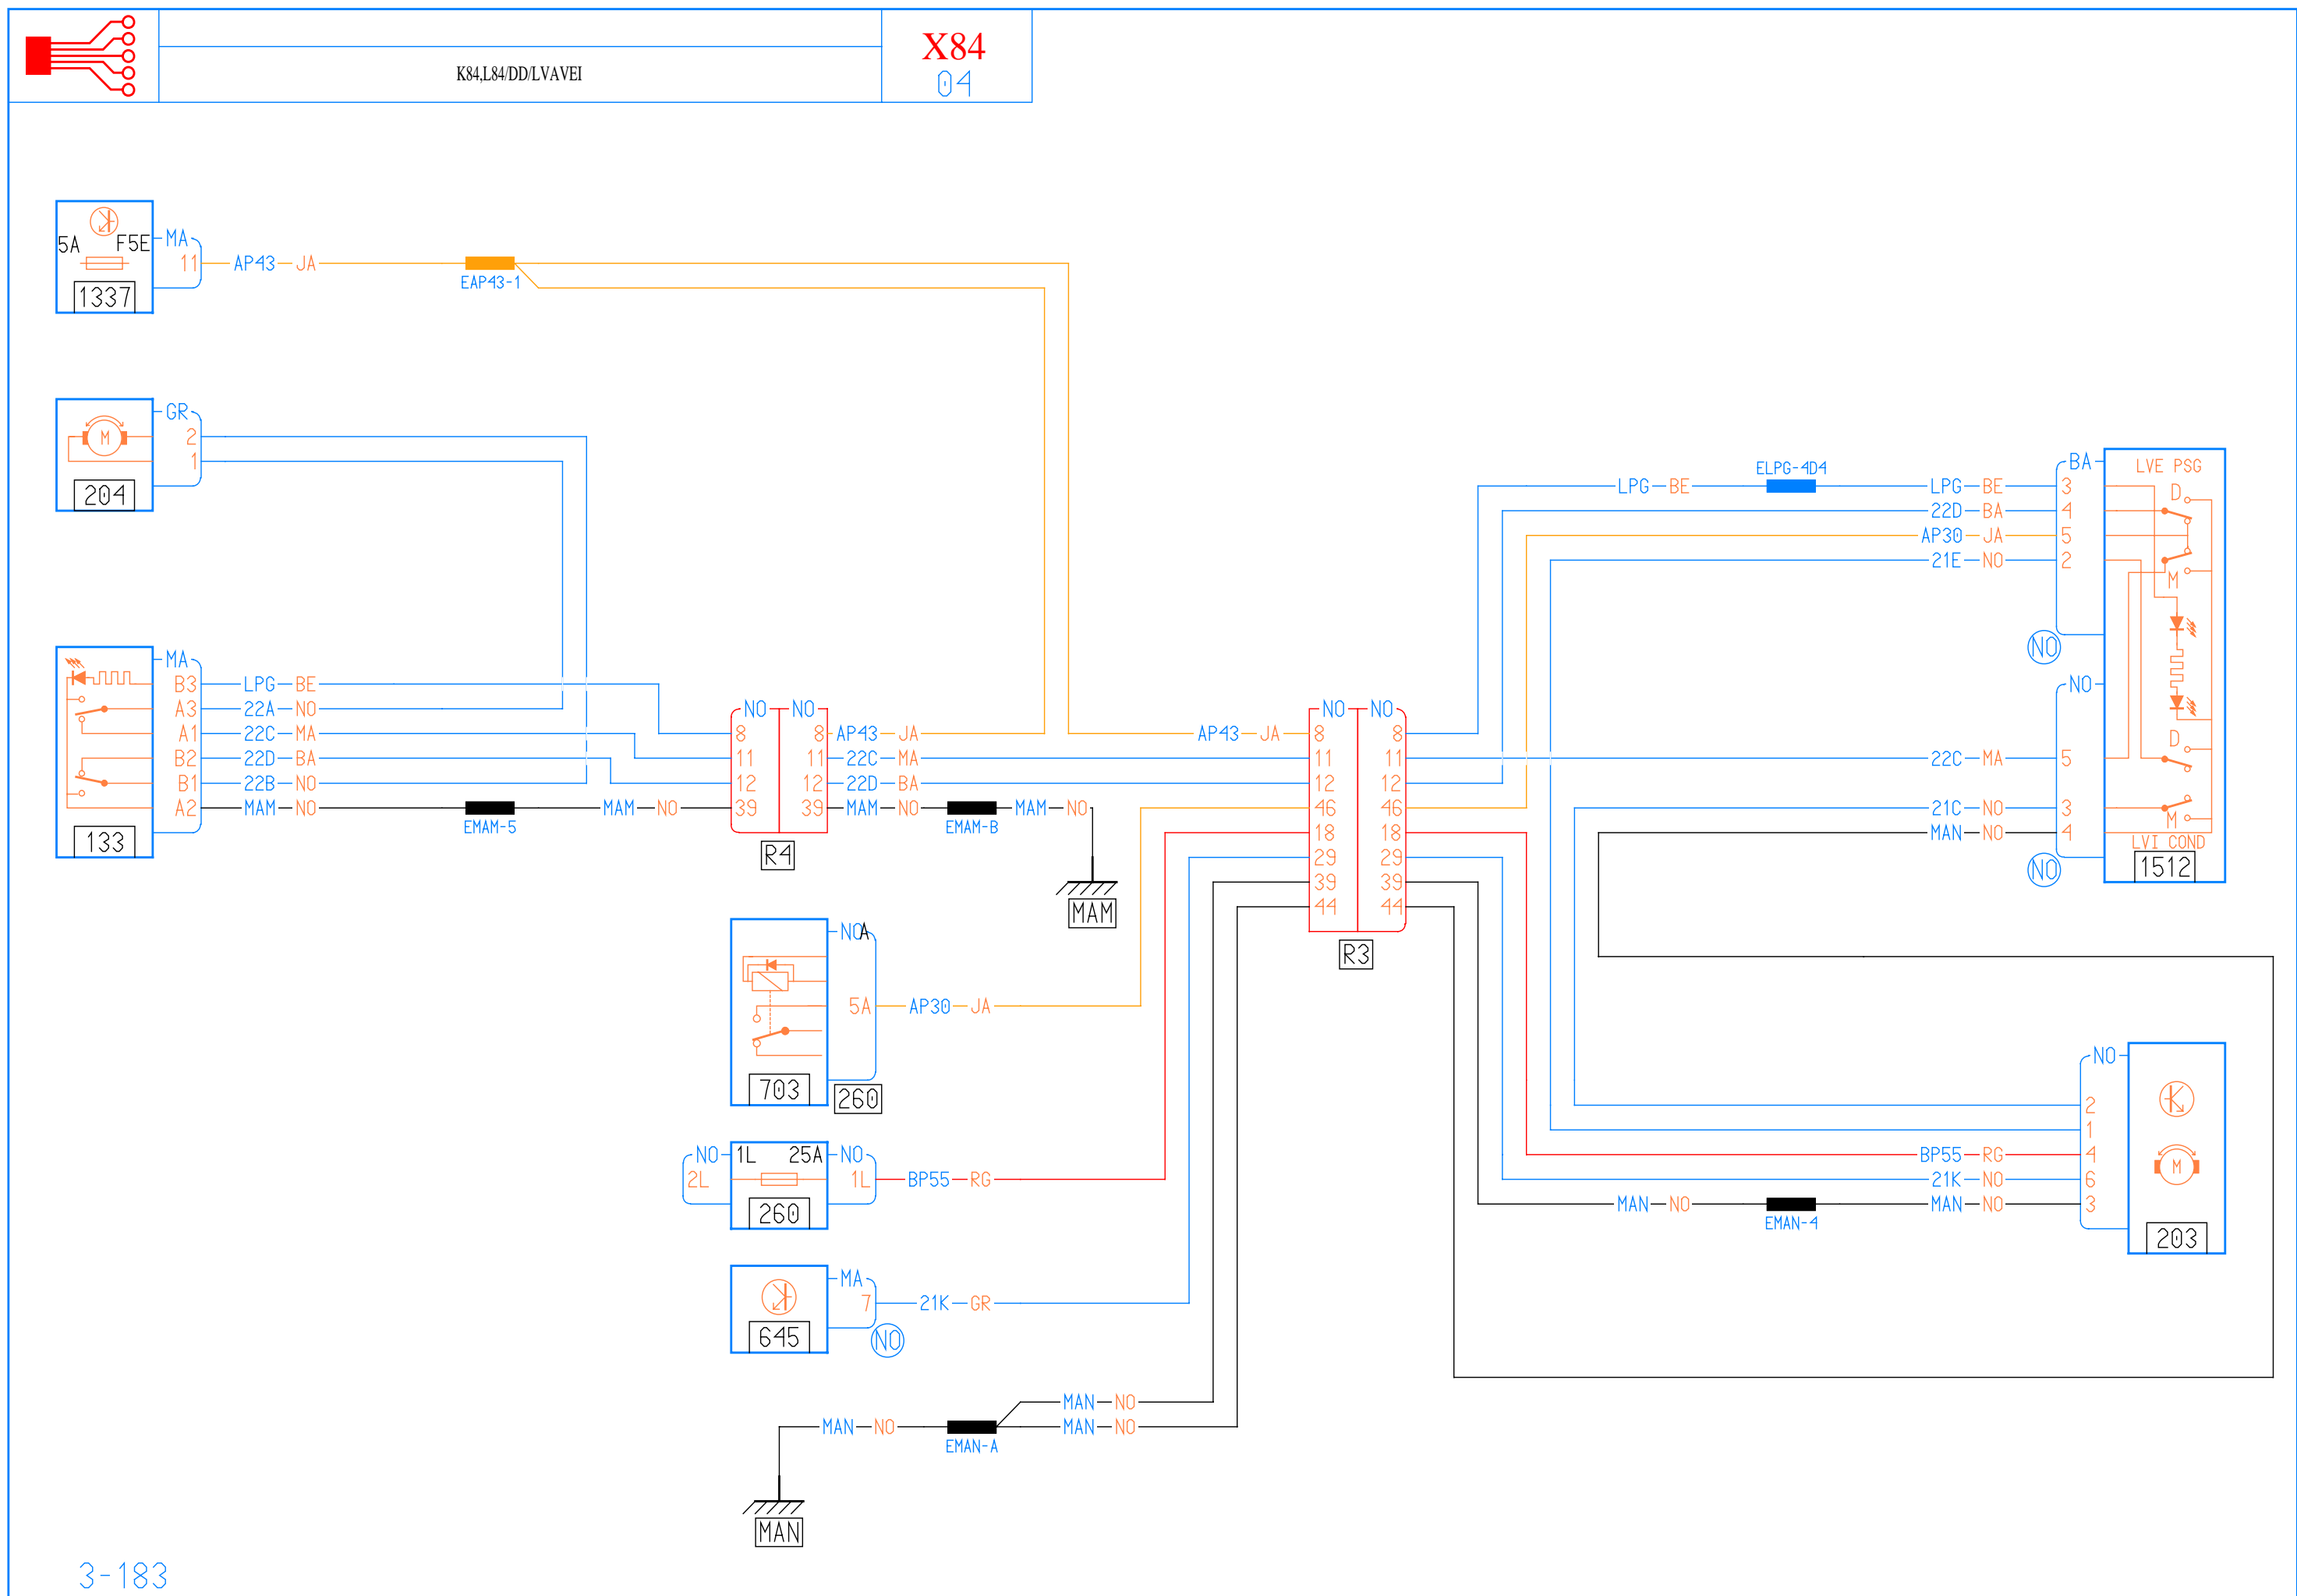 X84
K84,L84/DD/LVAVEI
04
5A F5E
MA
11 AP43 JA
EAP43-1
1337
GR
2
M
1
204
MA
B3 LPG BE
A3 22A NO
A1 22C MA
B2 22D BA
B1 22B NO
A2 MAM NO MAM NO
EMAM-5
133
NO NO
8 8 AP43 JA
11 11 22C MA
12 12 22D BA
39 39 MAM NO MAM NO
EMAM-B
R4
MAM
NO A
5A AP30 JA
703
260
NO 1L 25A NO
2L 1L BP55 RG
260
MA
7 21K GR
645
NO
MAN NO
MAN NO MAN NO
EMAN-A
MAN
NO NO
AP43 JA 8 8
11 11
12 12
46 46
18 18
29 29
39 39
44 44
R3
ELPG-4D4
BA LVE PSG
LPG BE LPG BE 3 D
22D BA 4
AP30 JA 5
21E NO 2
M
NO
NO
D
22C MA 5
21C NO 3
M
MAN NO 4
LVI COND
NO
1512
NO
2
1
BP55 RG 4
21K NO 6
M
MAN NO MAN NO 3
EMAN-4
203
3-183